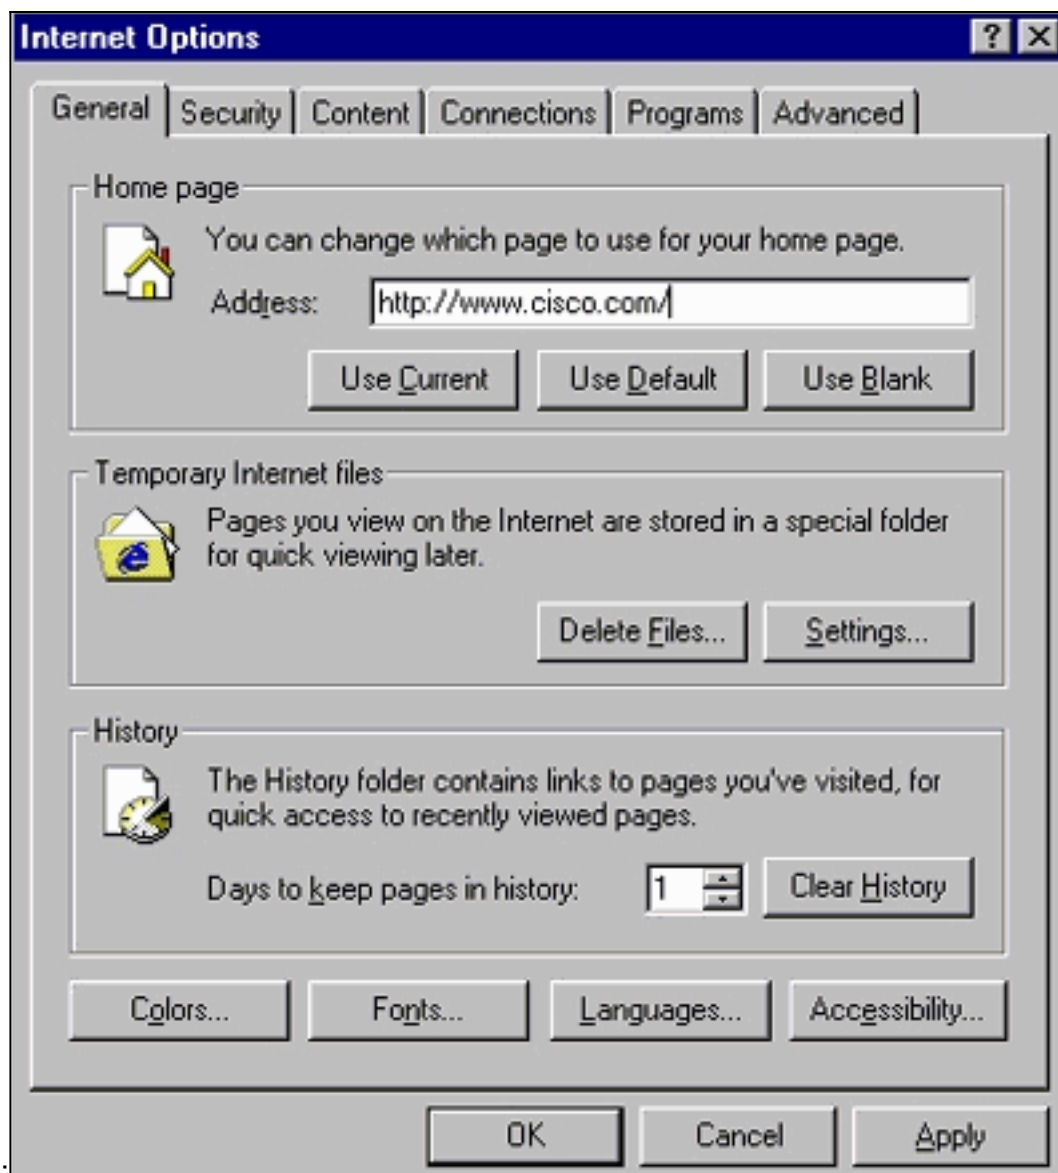 Internet Options
General Security Content Connections Programs Advanced
Home page
You can change which page to use for your home page.
Address: http://www.cisco.com/
Use Current Use Default Use Blank
Temporary Internet files
Pages you view on the Internet are stored in a special folder
for quick viewing later.
Delete Files... Settings...
History
The History folder contains links to pages you've visited, for
quick access to recently viewed pages.
Days to keep pages in history: 1 Clear History
Colors... Fonts... Languages... Accessibility...
OK Cancel Apply
.